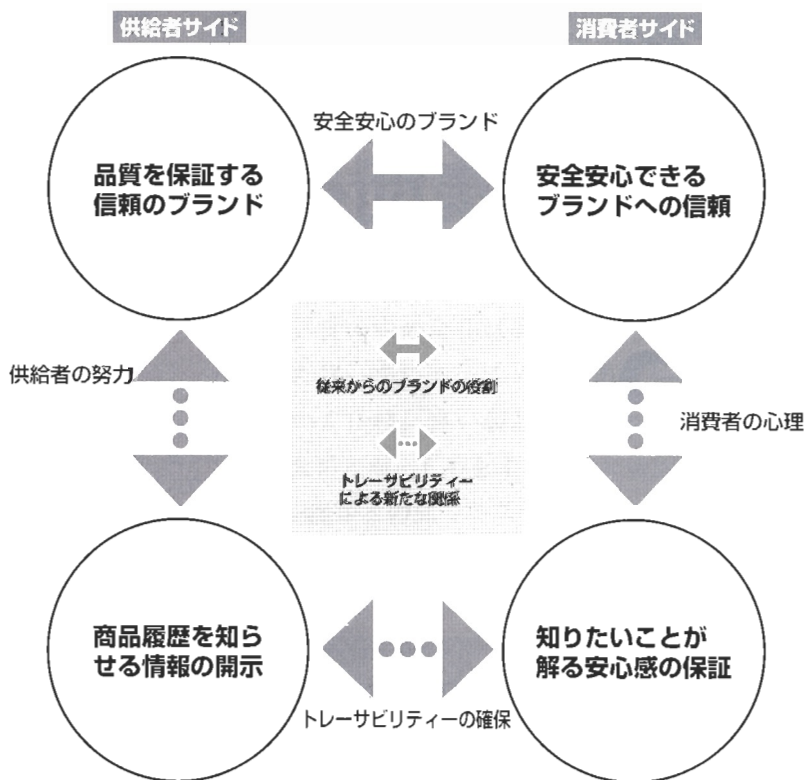 供給者サイド
消費者サイド
安全安心のブランド
品質を保証する
信頼のブランド
安全安心できる
ブランドへの信頼
供給者の努力
従来からのブランドの役割
消費者の心理
トレーサビリティー
による新たな関係
商品履歴を知ら
せる情報の開示
知りたいことが
解る安心感の保証
トレーサビリティーの確保